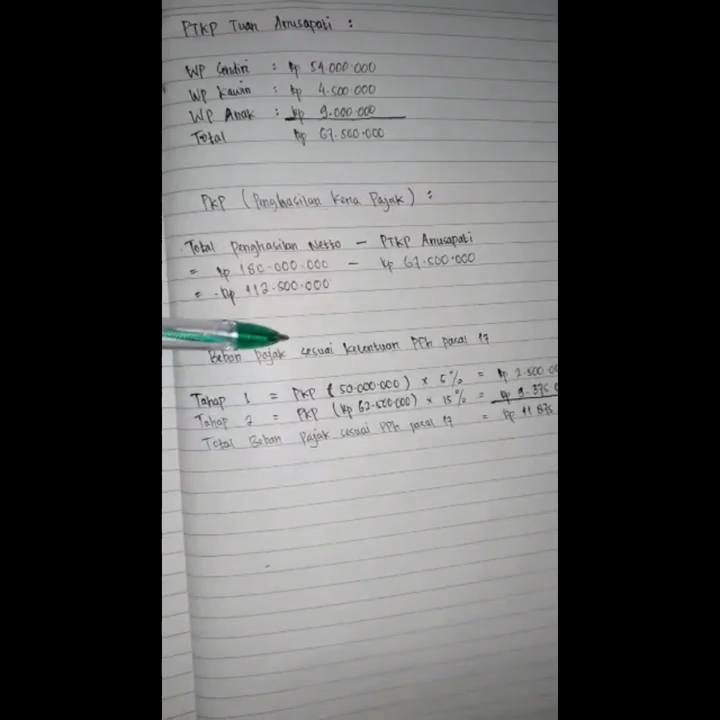 PTKP Tuan Anusapati :
WP Sendiri : Rp 54.000.000
WP Kawin : Rp 4.500.000
WP Anak : Rp 9.000.000
Total Rp 67.500.000
PKP (Penghasilan Kena Pajak) :
Total Penghasilan Netto - PTKP Anusapati
= Rp 180.000.000 - Rp 67.500.000
= Rp 112.500.000
Beban Pajak sesuai Ketentuan PPh pasal 17
Tahap 1 = PKP (50.000.000) x 5% = Rp 2.500.0
Tahap 2 = PKP (Rp 62.500.000) x 15% = Rp 9.375.0
Total Beban Pajak sesuai PPh pasal 17 = Rp 11.875